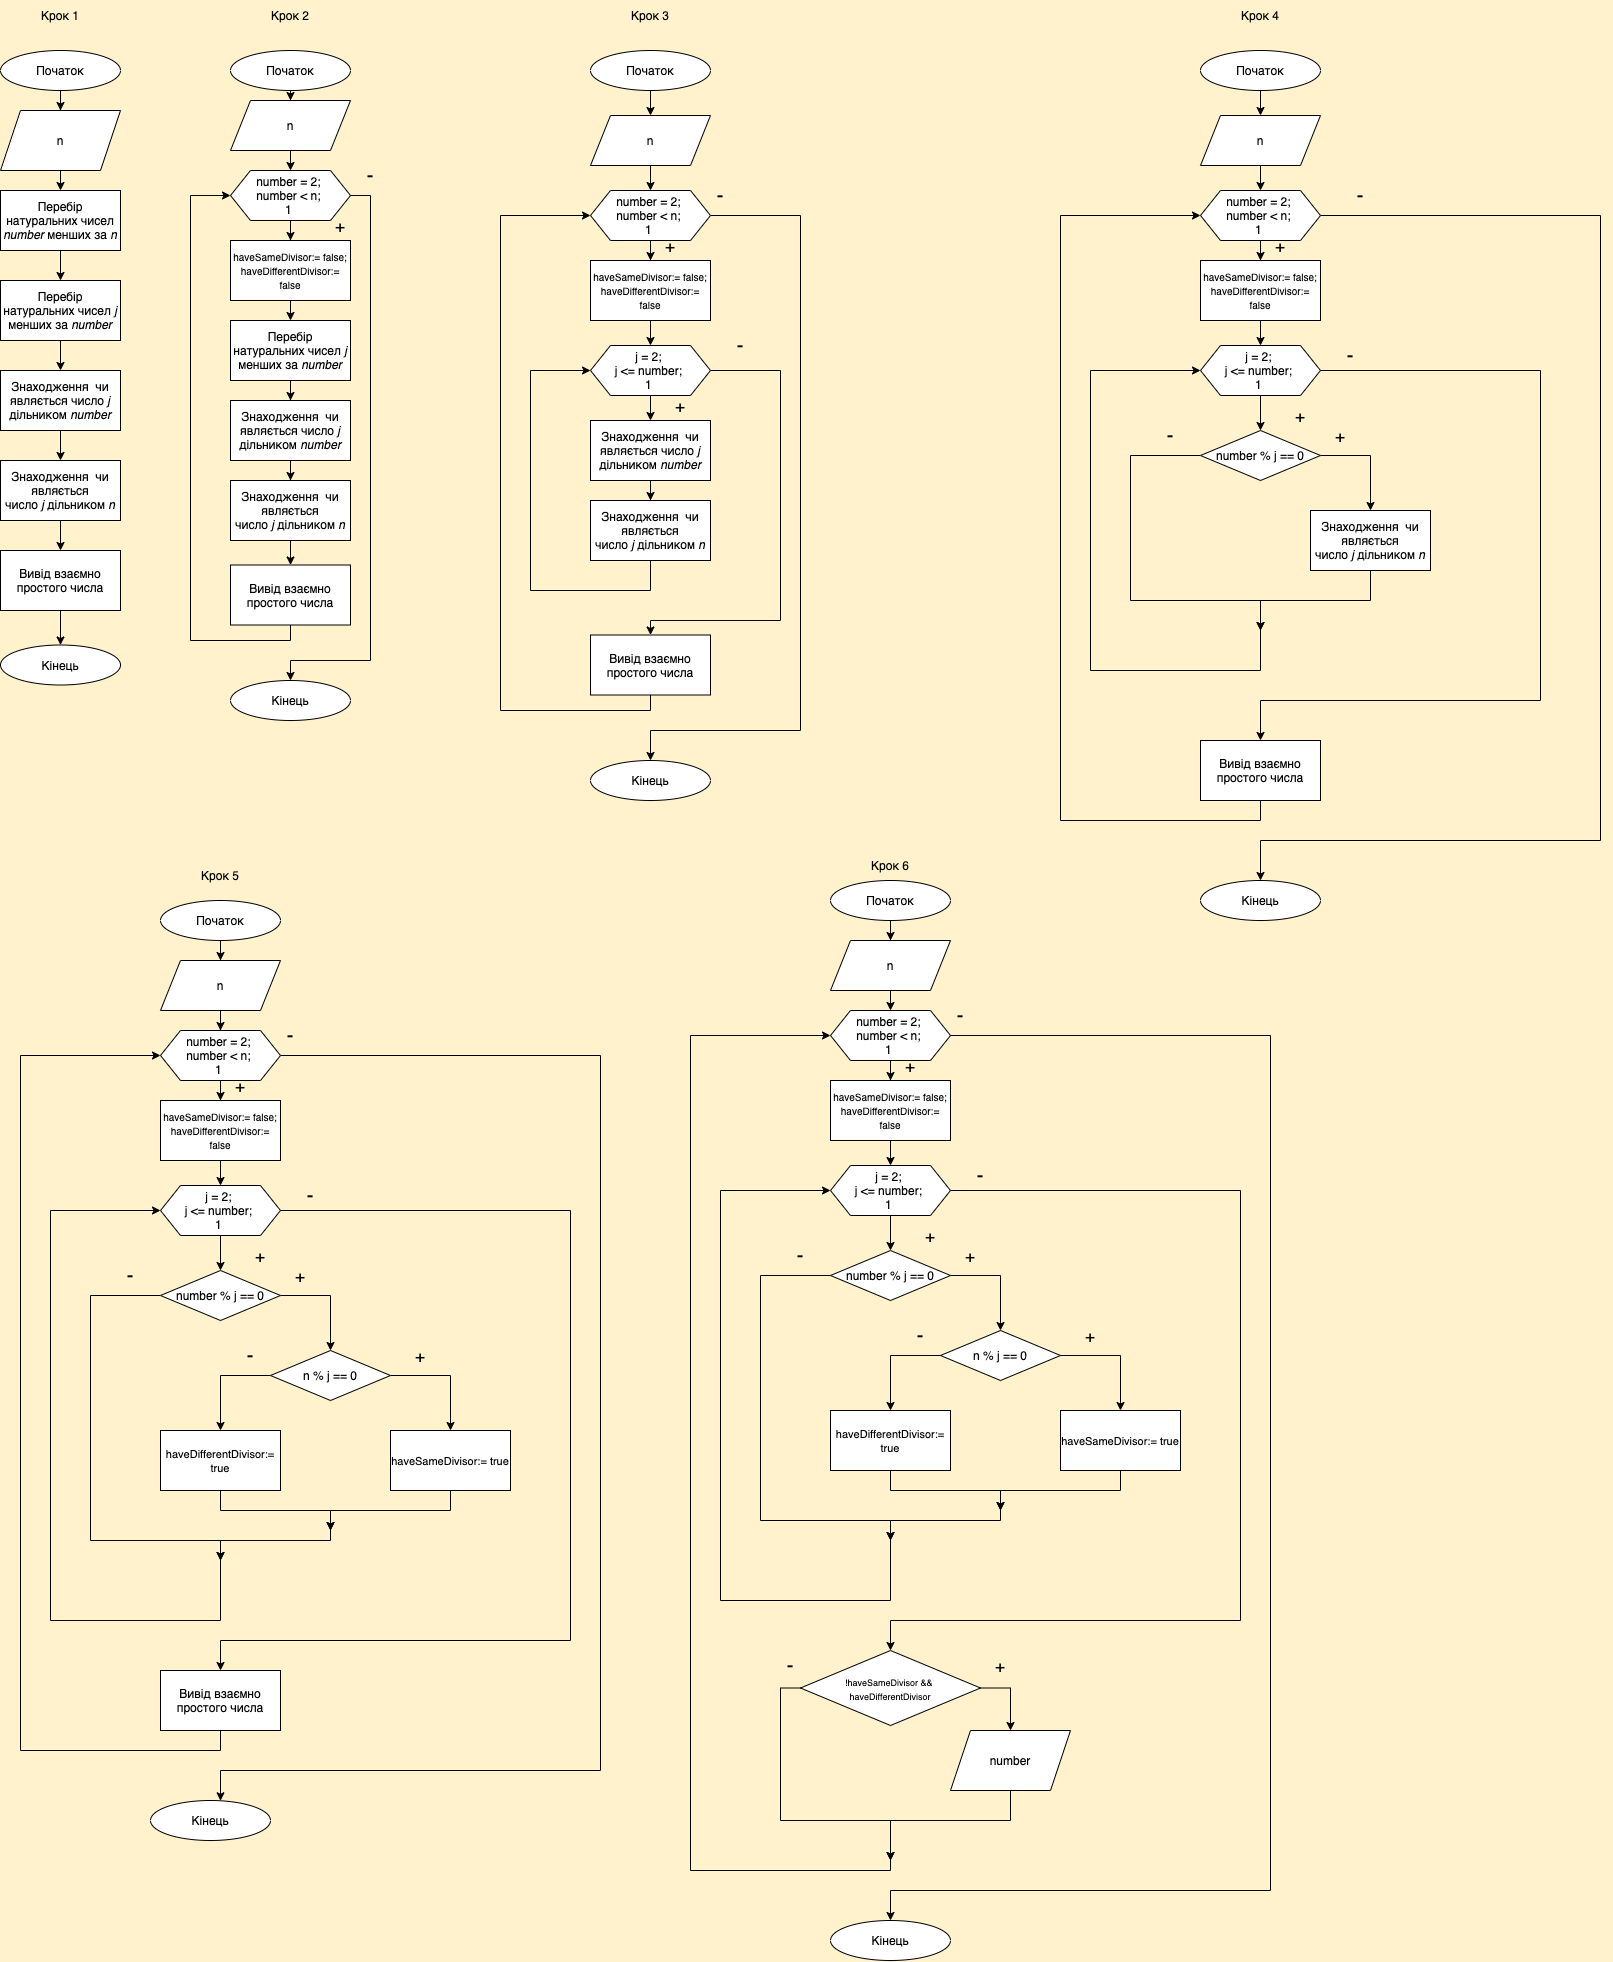 Крок 1
Початок
n
Перебір
натуральних чисел
number менших за n
Перебір
натуральних чисел j
менших за number
Знаходження чи
являється число j
дільником number
Знаходження чи
являється
число j дільником n
Вивід взаємно
простого числа
Кінець
Крок 2
Початок
n
number = 2;
number < n;
1
-
+
haveSameDivisor:= false;
haveDifferentDivisor:=
false
Перебір
натуральних чисел j
менших за number
Знаходження чи
являється число j
дільником number
Знаходження чи
являється
число j дільником n
Вивід взаємно
простого числа
Кінець
Крок 3
Початок
n
number = 2;
number < n;
1
-
+
haveSameDivisor:= false;
haveDifferentDivisor:=
false
j = 2;
j <= number;
1
-
+
Знаходження чи
являється число j
дільником number
Знаходження чи
являється
число j дільником n
Вивід взаємно
простого числа
Кінець
Крок 4
Початок
n
number = 2;
number < n;
1
-
+
haveSameDivisor:= false;
haveDifferentDivisor:=
false
j = 2;
j <= number;
1
-
+
-
number % j == 0
+
Знаходження чи
являється
число j дільником n
Вивід взаємно
простого числа
Кінець
Крок 5
Початок
n
number = 2;
number < n;
1
-
+
haveSameDivisor:= false;
haveDifferentDivisor:=
false
j = 2;
j <= number;
1
-
+
-
number % j == 0
+
-
n % j == 0
+
haveDifferentDivisor:=
true
haveSameDivisor:= true
Вивід взаємно
простого числа
Кінець
Крок 6
Початок
n
number = 2;
number < n;
1
-
+
haveSameDivisor:= false;
haveDifferentDivisor:=
false
j = 2;
j <= number;
1
-
+
-
number % j == 0
+
-
n % j == 0
+
haveDifferentDivisor:=
true
haveSameDivisor:= true
-
!haveSameDivisor &&
haveDifferentDivisor
+
number
Кінець